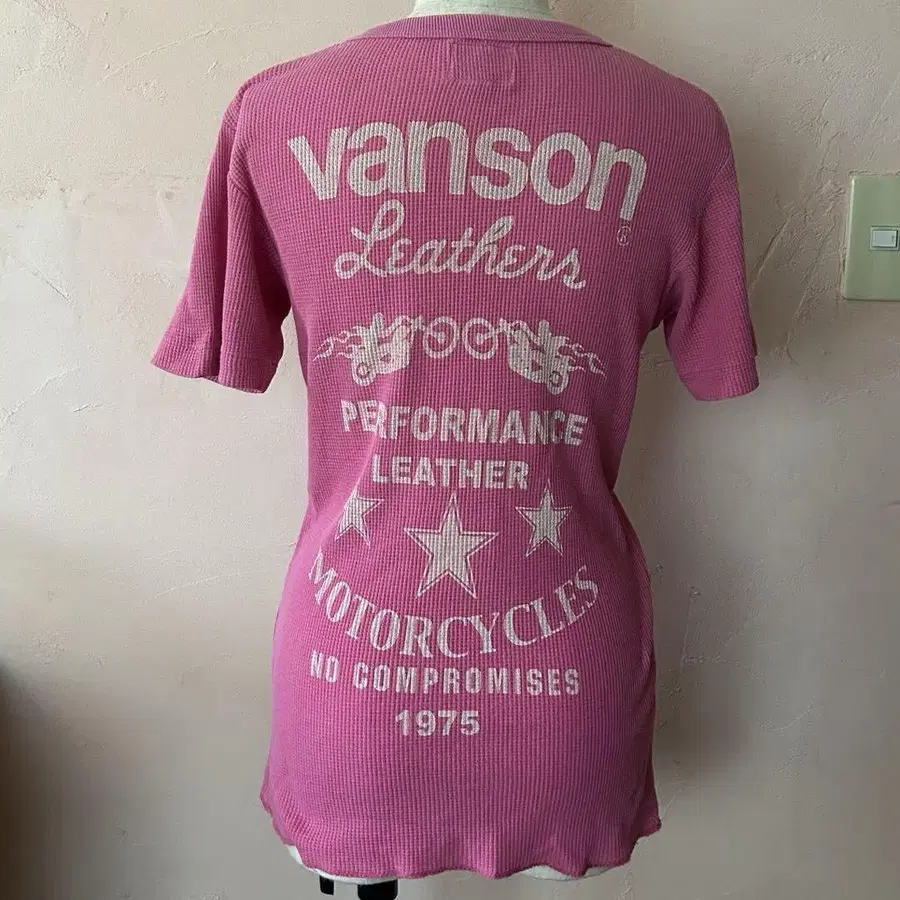 vanson
Leathers
®
PERFORMANCE
LEATHER
MOTORCYCLES
NO COMPROMISES
1975